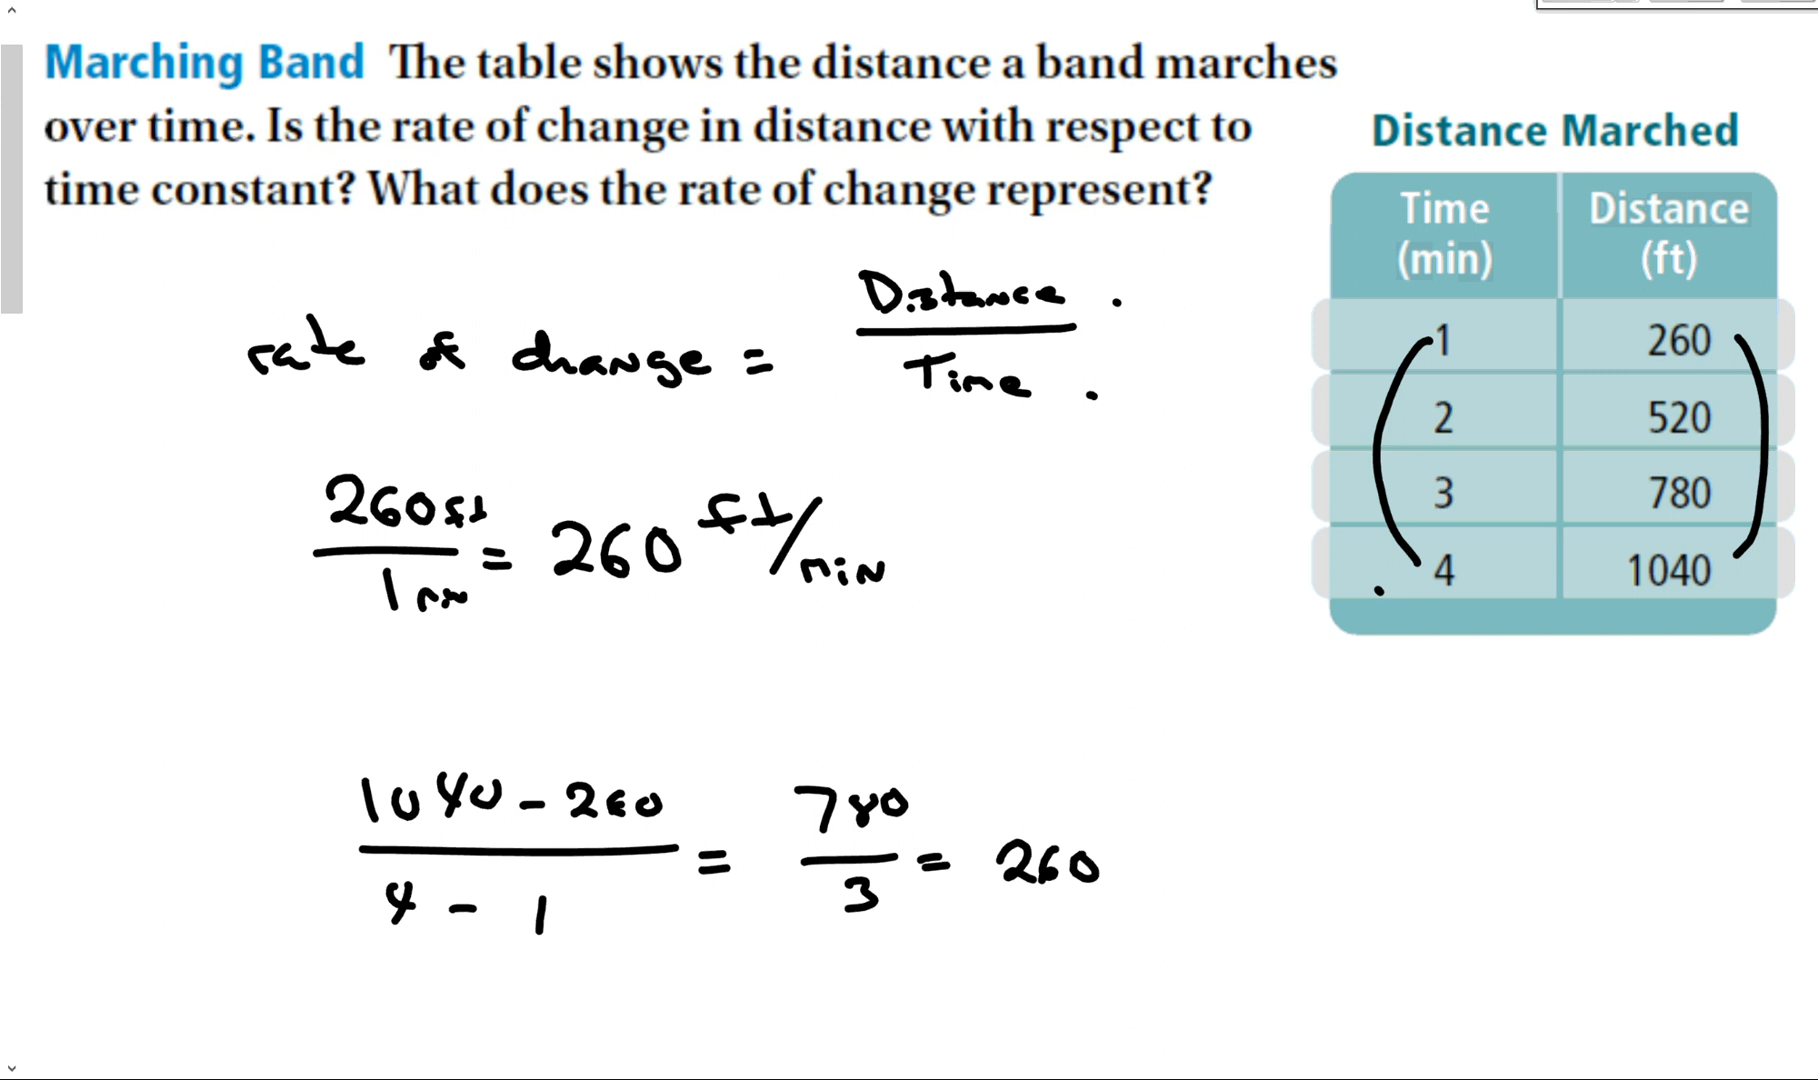 Marching Band The table shows the distance a band marches
over time. Is the rate of change in distance with respect to
time constant? What does the rate of change represent?
Distance Marched
Time (min) Distance (ft)
1 260
2 520
3 780
4 1040
rate of change = Distance / Time
260 ft / 1 min = 260 ft/min
1040 - 260 / 4 - 1 = 780 / 3 = 260